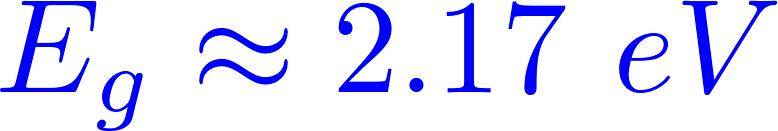 E_g ≈ 2.17 eV